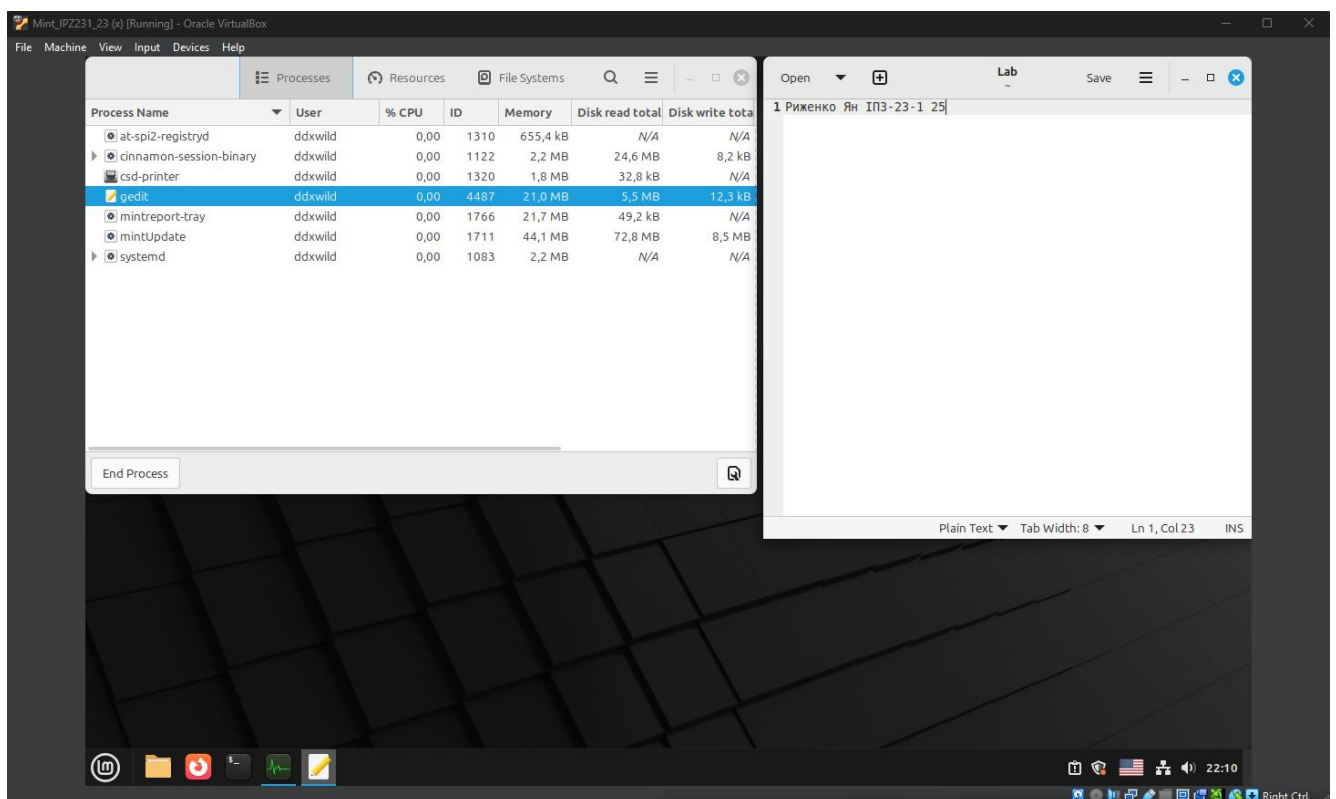 Mint_IPZ231_23 (x) [Running] - Oracle VirtualBox
File Machine View Input Devices Help
Processes Resources File Systems
Process Name User % CPU ID Memory Disk read total Disk write tota
at-spi2-registryd ddxwild 0,00 1310 655,4 kB N/A N/A
cinnamon-session-binary ddxwild 0,00 1122 2,2 MB 24,6 MB 8,2 kB
csd-printer ddxwild 0,00 1320 1,8 MB 32,8 kB N/A
gedit ddxwild 0,00 4487 21,0 MB 5,5 MB 12,3 kB
mintreport-tray ddxwild 0,00 1766 21,7 MB 49,2 kB N/A
mintUpdate ddxwild 0,00 1711 44,1 MB 72,8 MB 8,5 MB
systemd ddxwild 0,00 1083 2,2 MB N/A N/A
End Process
Open Lab Save
~
1 Риженко Ян ІПЗ-23-1 25
Plain Text Tab Width: 8 Ln 1, Col 23 INS
22:10
Right Ctrl